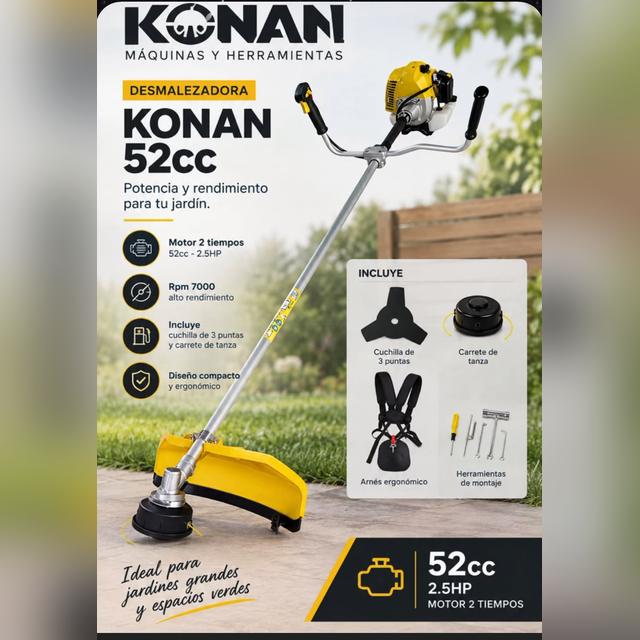 KONAN
MÁQUINAS Y HERRAMIENTAS
DESMALEZADORA
KONAN
52cc
Potencia y rendimiento
para tu jardín.
Motor 2 tiempos
52cc - 2.5HP
Rpm 7000
alto rendimiento
Incluye
cuchilla de 3 puntas
y carrete de tanza
Diseño compacto
y ergonómico
INCLUYE
Cuchilla de
3 puntas
Carrete de
tanza
Arnés ergonómico
Herramientas
de montaje
Ideal para
jardines grandes
y espacios verdes
52cc
2.5HP
MOTOR 2 TIEMPOS